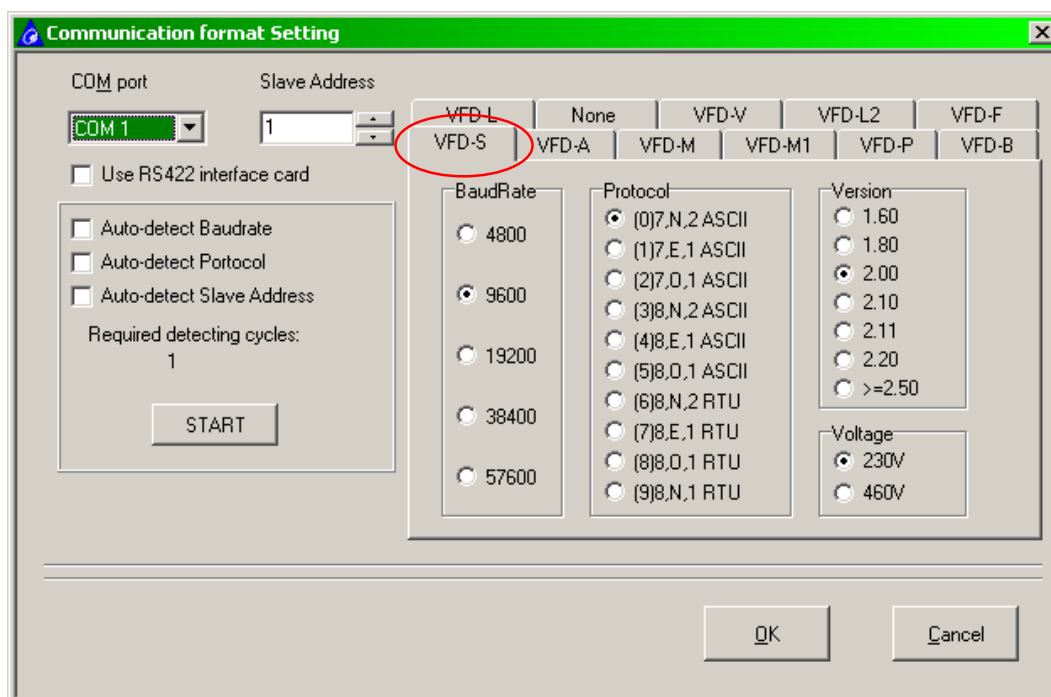 Communication format Setting
COM port
Slave Address
COM 1
1
Use RS422 interface card
Auto-detect Baudrate
Auto-detect Portocol
Auto-detect Slave Address
Required detecting cycles:
1
START
VFD-L None VFD-V VFD-L2 VFD-F
VFD-S VFD-A VFD-M VFD-M1 VFD-P VFD-B
BaudRate
4800
9600
19200
38400
57600
Protocol
(0)7,N,2 ASCII
(1)7,E,1 ASCII
(2)7,O,1 ASCII
(3)8,N,2 ASCII
(4)8,E,1 ASCII
(5)8,O,1 ASCII
(6)8,N,2 RTU
(7)8,E,1 RTU
(8)8,O,1 RTU
(9)8,N,1 RTU
Version
1.60
1.80
2.00
2.10
2.11
2.20
>=2.50
Voltage
230V
460V
OK
Cancel